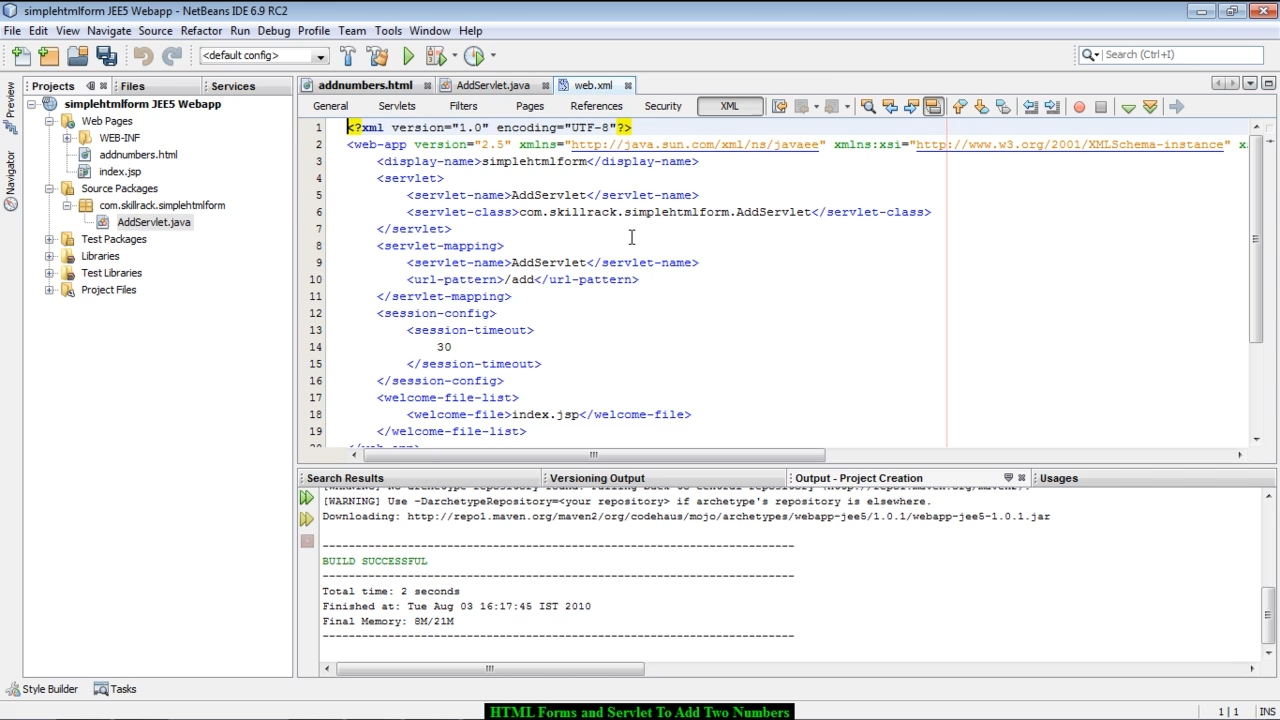 simplehtmlform JEE5 Webapp - NetBeans IDE 6.9 RC2
File Edit View Navigate Source Refactor Run Debug Profile Team Tools Window Help
<default config>
Search (Ctrl+I)
Projects Files Services
addnumbers.html AddServlet.java web.xml
Preview
Navigator
General Servlets Filters Pages References Security XML
simplehtmlform JEE5 Webapp
Web Pages
WEB-INF
addnumbers.html
index.jsp
Source Packages
com.skillrack.simplehtmlform
AddServlet.java
Test Packages
Libraries
Test Libraries
Project Files
1 <?xml version="1.0" encoding="UTF-8"?>
2 <web-app version="2.5" xmlns="http://java.sun.com/xml/ns/javaee" xmlns:xsi="http://www.w3.org/2001/XMLSchema-instance" x
3 <display-name>simplehtmlform</display-name>
4 <servlet>
5 <servlet-name>AddServlet</servlet-name>
6 <servlet-class>com.skillrack.simplehtmlform.AddServlet</servlet-class>
7 </servlet>
8 <servlet-mapping>
9 <servlet-name>AddServlet</servlet-name>
10 <url-pattern>/add</url-pattern>
11 </servlet-mapping>
12 <session-config>
13 <session-timeout>
14 30
15 </session-timeout>
16 </session-config>
17 <welcome-file-list>
18 <welcome-file>index.jsp</welcome-file>
19 </welcome-file-list>
20 </web-app>
Search Results Versioning Output Output - Project Creation Usages
[WARNING] Use -DarchetypeRepository=<your repository> if archetype's repository is elsewhere.
Downloading: http://repo1.maven.org/maven2/org/codehaus/mojo/archetypes/webapp-jee5/1.0.1/webapp-jee5-1.0.1.jar
------------------------------------------------------------------------
BUILD SUCCESSFUL
------------------------------------------------------------------------
Total time: 2 seconds
Finished at: Tue Aug 03 16:17:45 IST 2010
Final Memory: 8M/21M
------------------------------------------------------------------------
Style Builder Tasks
HTML Forms and Servlet To Add Two Numbers
1 | 1 INS